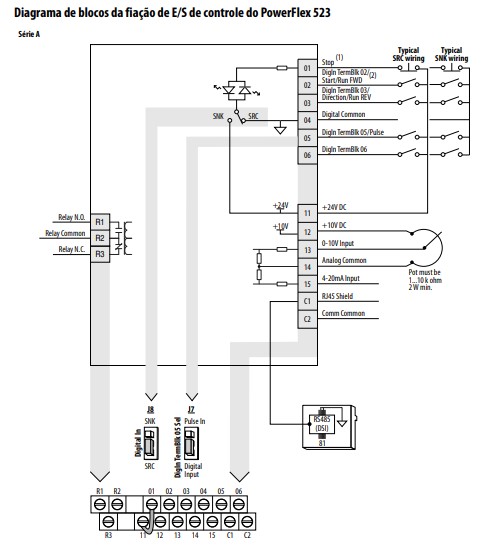 Diagrama de blocos da fiação de E/S de controle do PowerFlex 523
Série A
Typical
SRC wiring
Typical
SNK wiring
01
Stop (1)
02
DigIn TermBlk 02/
Start/Run FWD (2)
03
DigIn TermBlk 03/
Direction/Run REV
04
Digital Common
05
DigIn TermBlk 05/Pulse
06
DigIn TermBlk 06
SNK
SRC
+24V
11
+24V DC
+10V
12
+10V DC
13
0-10V Input
14
Analog Common
15
4-20mA Input
C1
RJ45 Shield
C2
Comm Common
Pot must be
1...10 k ohm
2 W min.
Relay N.O.
R1
Relay Common
R2
Relay N.C.
R3
J8
J7
SNK
Pulse In
Digital In
DigIn TermBlk 05 Sel
SRC
Digital
Input
RS485
(DSI)
81
R1 R2 01 02 03 04 05 06
R3 11 12 13 14 15 C1 C2